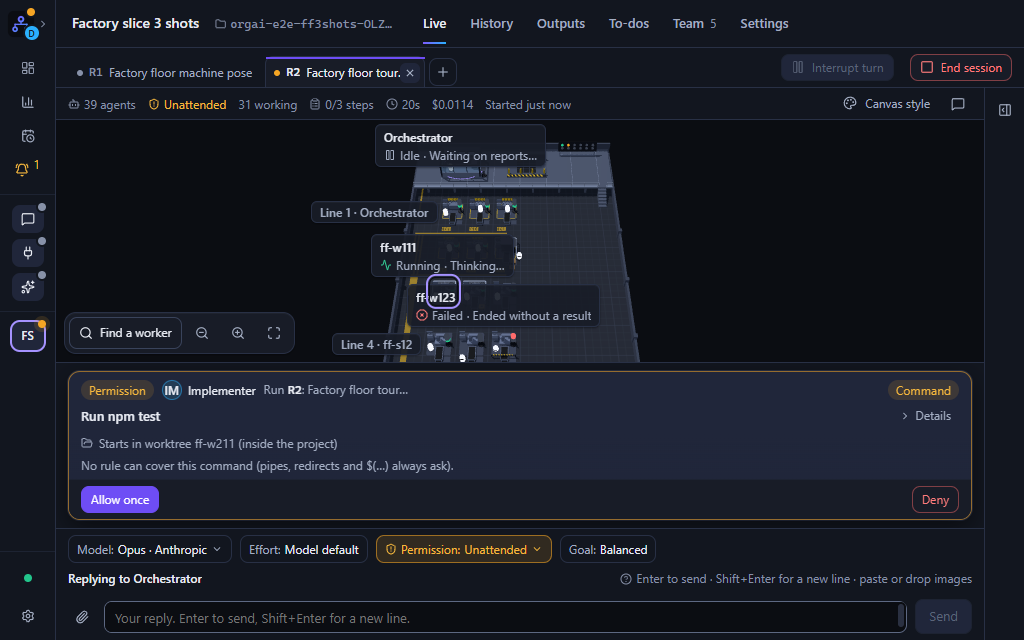 Factory slice 3 shots
orgai-e2e-ff3shots-OLZ…
Live
History
Outputs
To-dos
Team 5
Settings
D
R1 Factory floor machine pose
R2 Factory floor tour.
Interrupt turn
End session
39 agents
Unattended
31 working
0/3 steps
20s
$0.0114
Started just now
Canvas style
1
FS
Orchestrator
Idle · Waiting on reports...
Line 1 · Orchestrator
ff-w111
Running · Thinking...
ff-w123
Failed · Ended without a result
Line 4 · ff-s12
Find a worker
Permission
IM
Implementer
Run R2: Factory floor tour...
Command
Run npm test
Details
Starts in worktree ff-w211 (inside the project)
No rule can cover this command (pipes, redirects and $(...) always ask).
Allow once
Deny
Model: Opus · Anthropic
Effort: Model default
Permission: Unattended
Goal: Balanced
Replying to Orchestrator
Enter to send · Shift+Enter for a new line · paste or drop images
Your reply. Enter to send, Shift+Enter for a new line.
Send